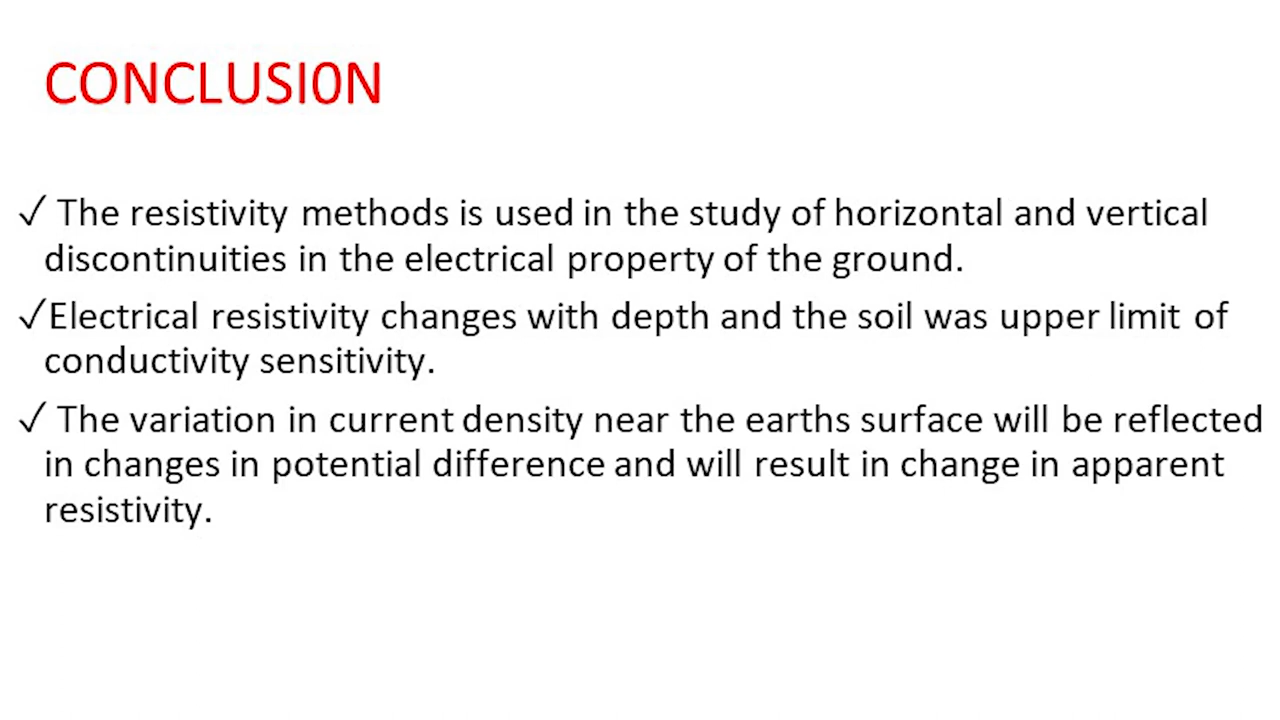 CONCLUSI0N
✓ The resistivity methods is used in the study of horizontal and vertical
discontinuities in the electrical property of the ground.
✓Electrical resistivity changes with depth and the soil was upper limit of
conductivity sensitivity.
✓ The variation in current density near the earths surface will be reflected
in changes in potential difference and will result in change in apparent
resistivity.